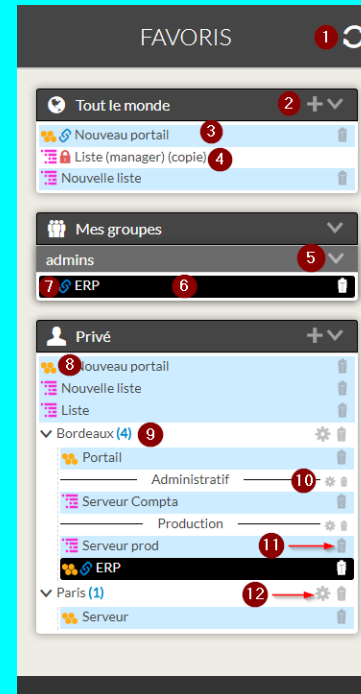 FAVORIS 1
Tout le monde 2
Nouveau portail 3
Liste (manager) (copie) 4
Nouvelle liste
Mes groupes
admins 5
7 ERP 6
Privé
8 Nouveau portail
Nouvelle liste
Liste
Bordeaux (4) 9
Portail
Administratif 10
Serveur Compta
Production
Serveur prod 11
ERP
Paris (1) 12
Serveur